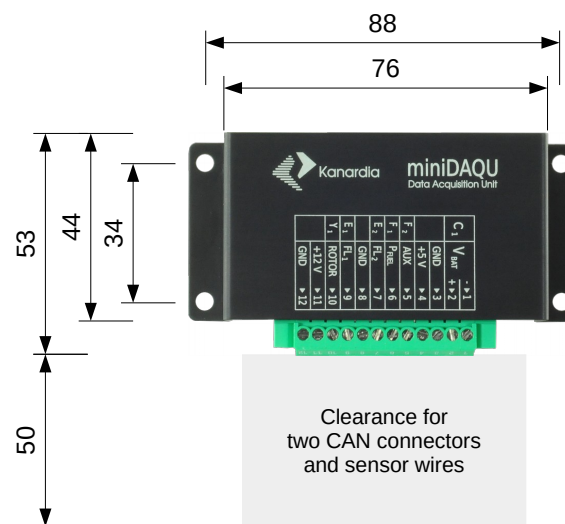 88
76
53
44
34
50
Kanardia
miniDAQU
Data Acquisition Unit
Y₁ E₁ E₂ F₁ F₂ C₁
GND +12 V ROTOR FL₁ GND FL₂ PFUEL AUX +5 V GND VBAT + -
▸12 ▸11 ▸10 ▸9 ▸8 ▸7 ▸6 ▸5 ▸4 ▸3 ▸2 ▸1
Clearance for
two CAN connectors
and sensor wires